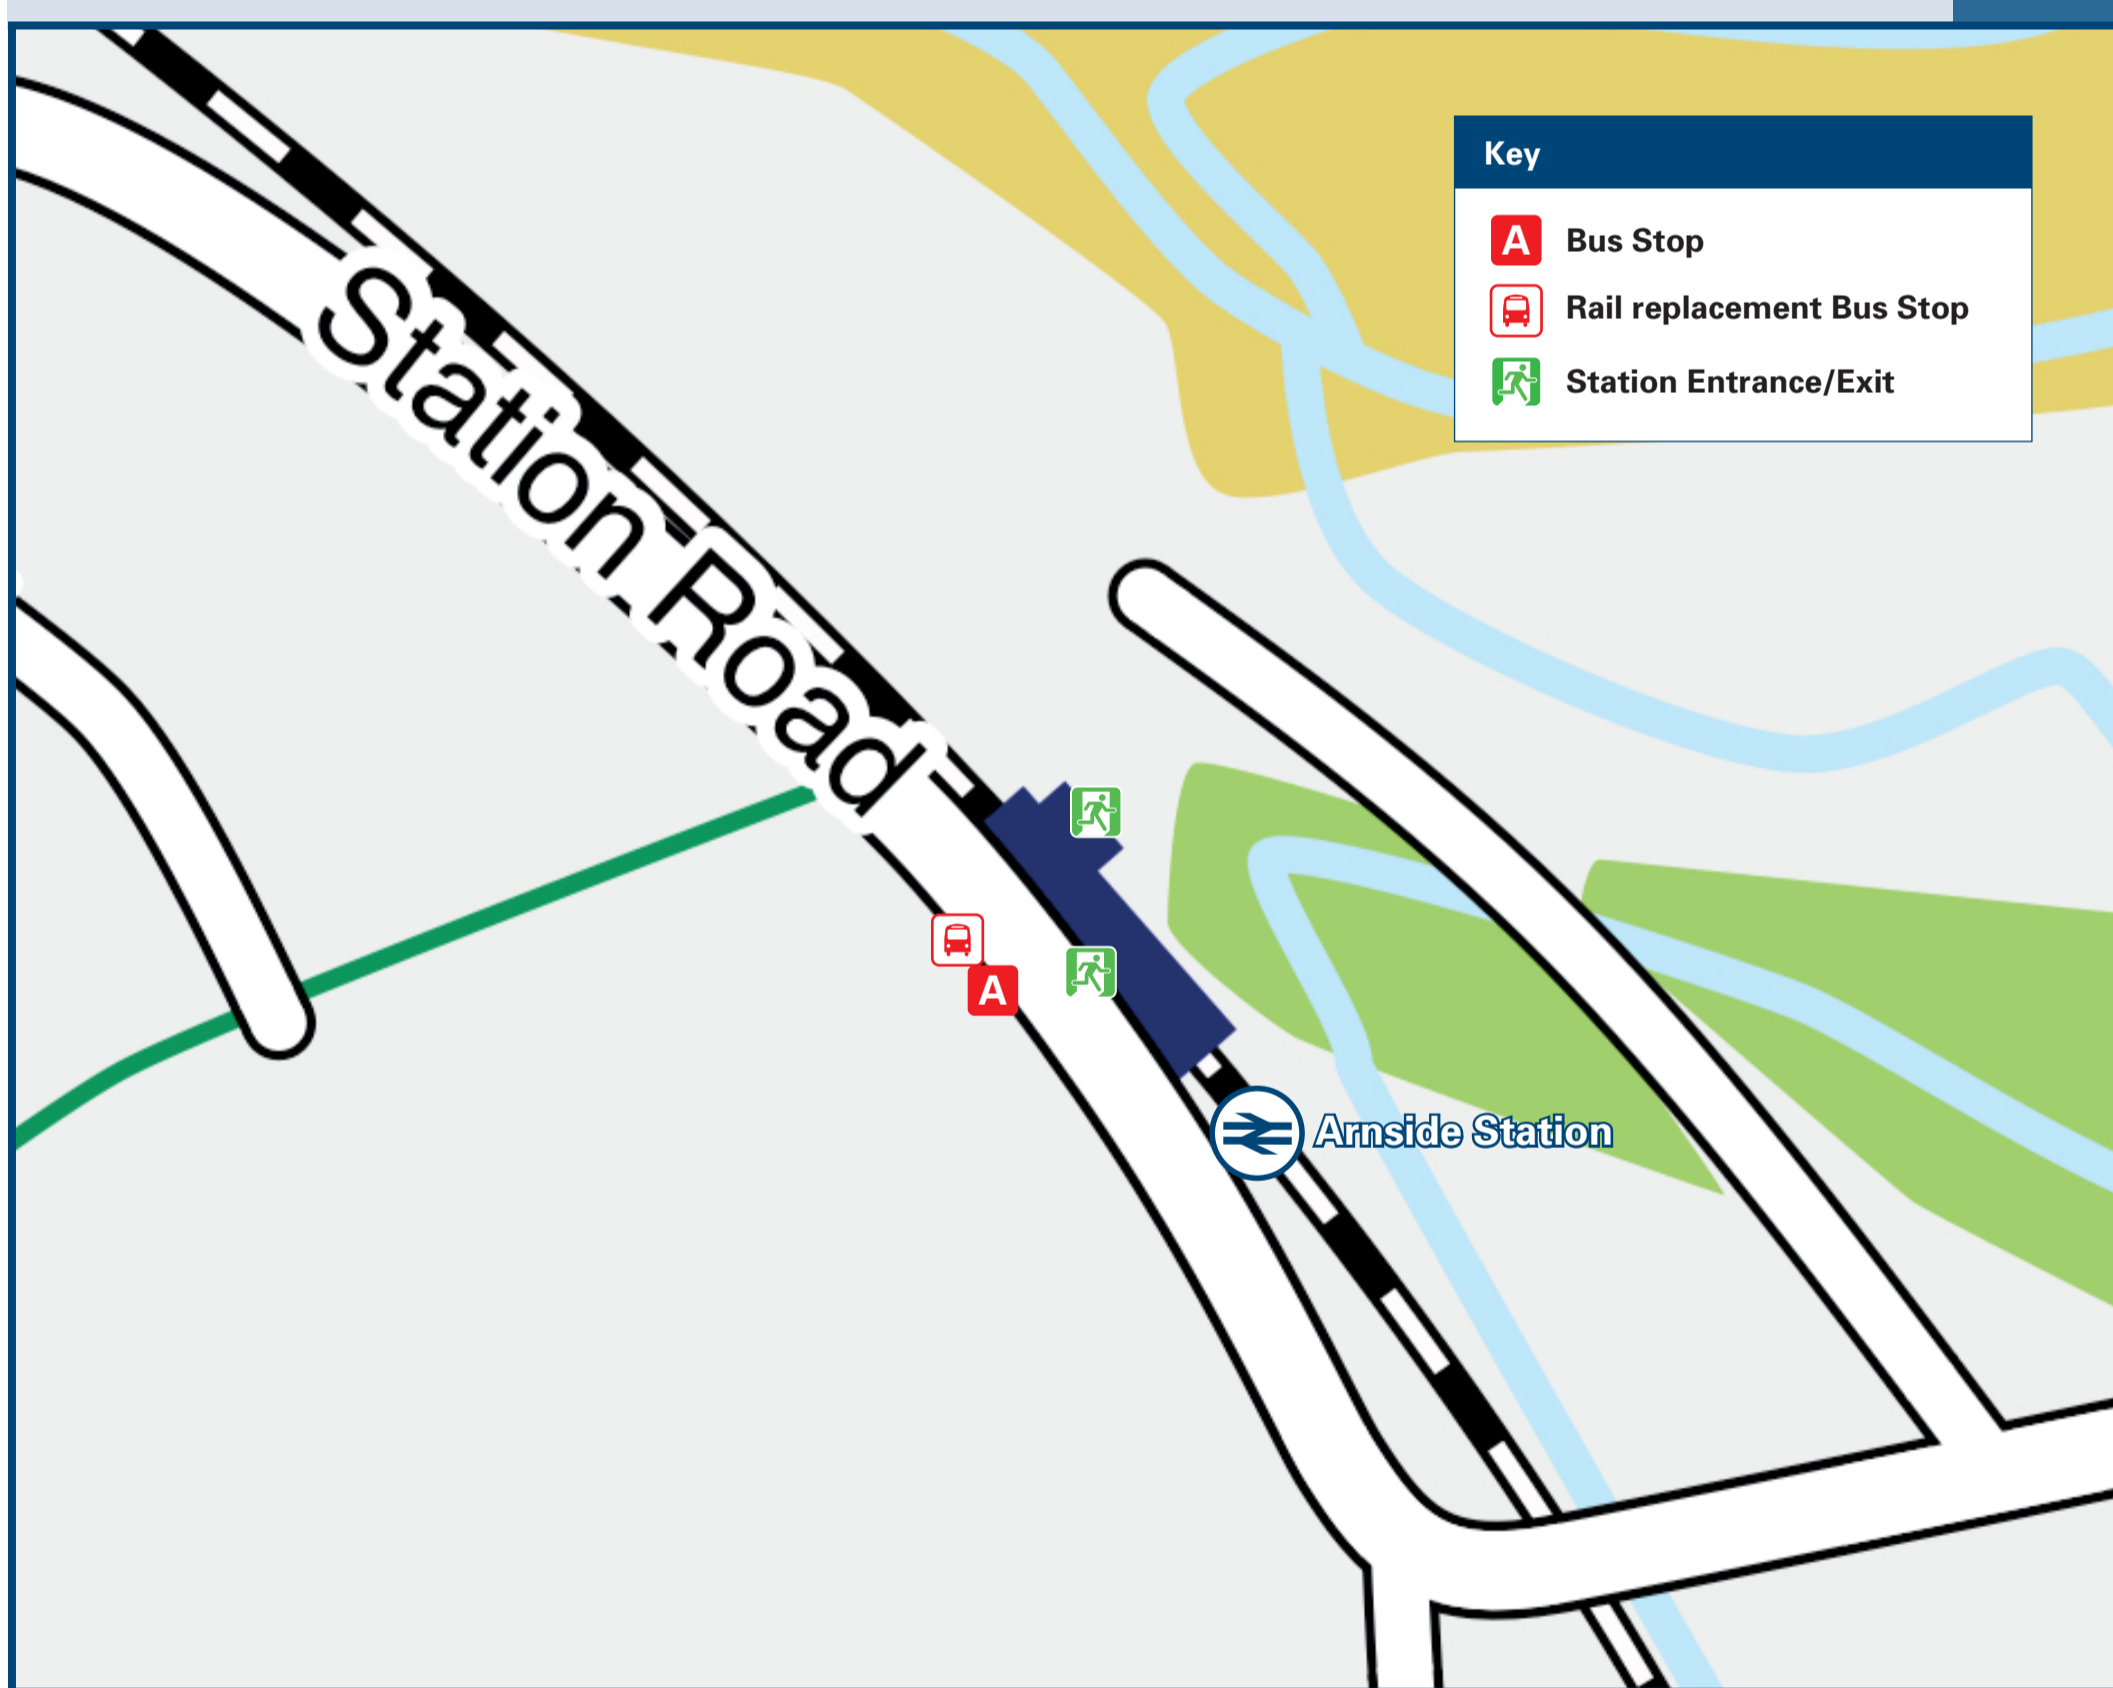 Key
A Bus Stop
Rail replacement Bus Stop
Station Entrance/Exit
Station Road
A
Arnside Station